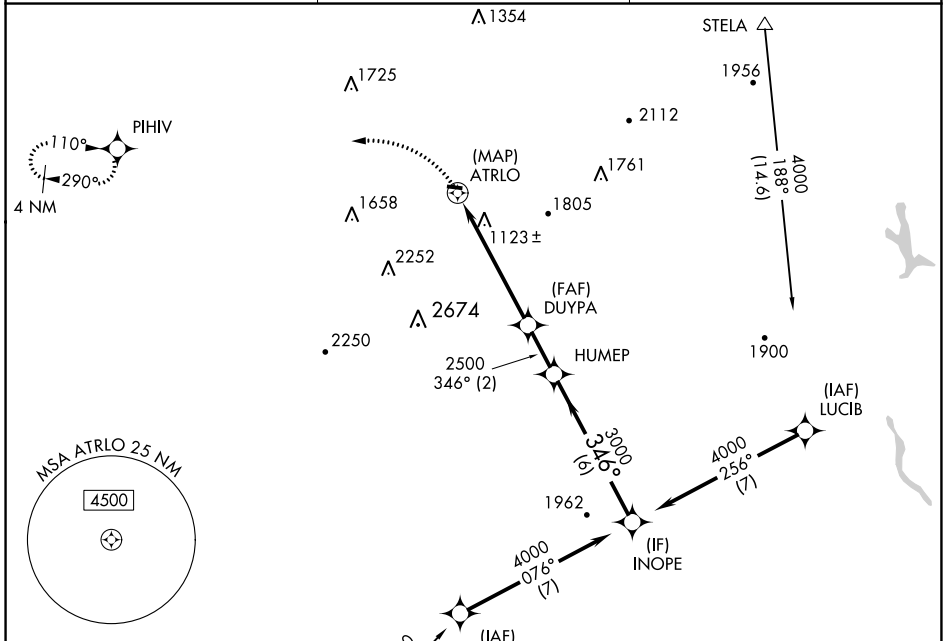 1354
STELA
1725
1956
2112
PIHIV
110°
290°
4 NM
(MAP)
ATRLO
1761
4000
188°
(14.6)
1658
1805
1123±
2252
(FAF)
DUYPA
2674
2250
HUMEP
2500
346° (2)
1900
(IAF)
LUCIB
3000
346°
(6)
4000
256°
(7)
MSA ATRLO 25 NM
4500
1962
(IF)
INOPE
4000
076°
(7)
(IAF)